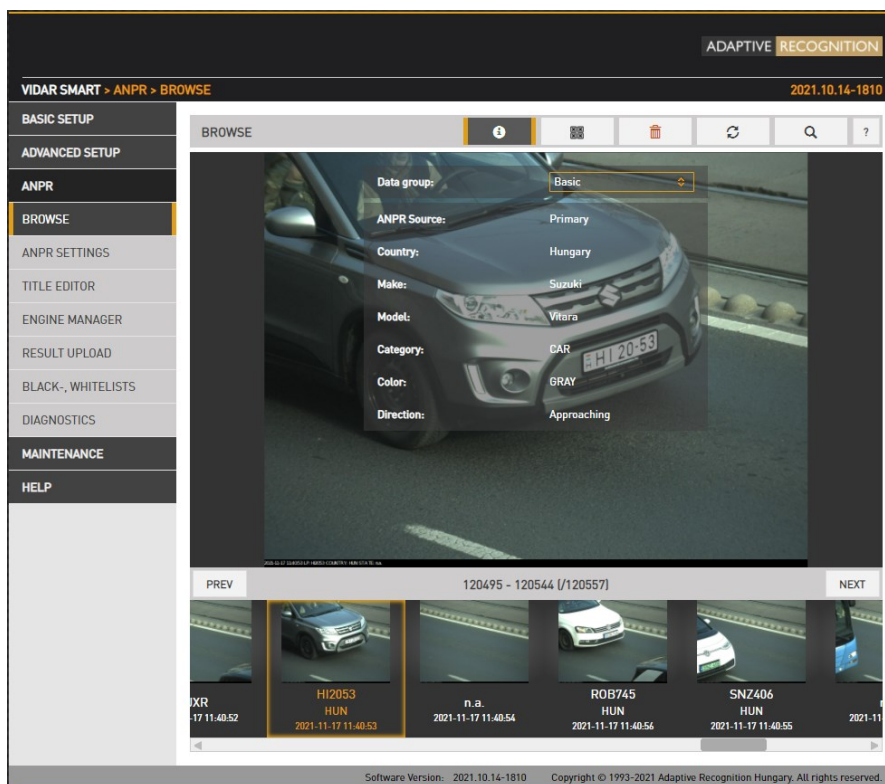 ADAPTIVE RECOGNITION
VIDAR SMART > ANPR > BROWSE 2021.10.14-1810
BASIC SETUP
ADVANCED SETUP
ANPR
BROWSE
ANPR SETTINGS
TITLE EDITOR
ENGINE MANAGER
RESULT UPLOAD
BLACK-, WHITELISTS
DIAGNOSTICS
MAINTENANCE
HELP
BROWSE ?
Data group: Basic
ANPR Source: Primary
Country: Hungary
Make: Suzuki
Model: Vitara
Category: CAR
Color: GRAY
Direction: Approaching
HI 20-53
PREV 120495 - 120544 (/120557) NEXT
HI2053 n.a. ROB745 SNZ406
HUN HUN HUN
-17 11:40:52 2021-11-17 11:40:53 2021-11-17 11:40:54 2021-11-17 11:40:56 2021-11-17 11:40:55 2021-11
Software Version: 2021.10.14-1810 Copyright © 1993-2021 Adaptive Recognition Hungary. All rights reserved.